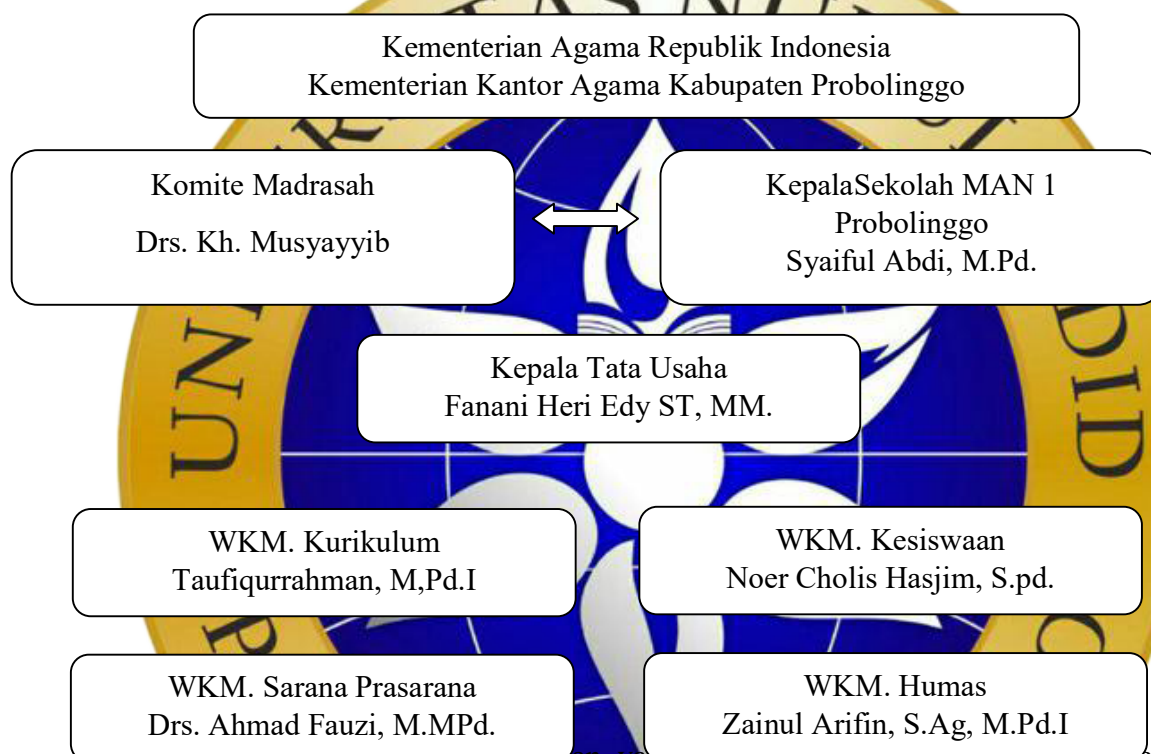 Kementerian Agama Republik Indonesia
Kementerian Kantor Agama Kabupaten Probolinggo
Komite Madrasah
Drs. Kh. Musyayyib
KepalaSekolah MAN 1
Probolinggo
Syaiful Abdi, M.Pd.
Kepala Tata Usaha
Fanani Heri Edy ST, MM.
WKM. Kurikulum
Taufiqurrahman, M,Pd.I
WKM. Kesiswaan
Noer Cholis Hasjim, S.pd.
WKM. Sarana Prasarana
Drs. Ahmad Fauzi, M.MPd.
WKM. Humas
Zainul Arifin, S.Ag, M.Pd.I